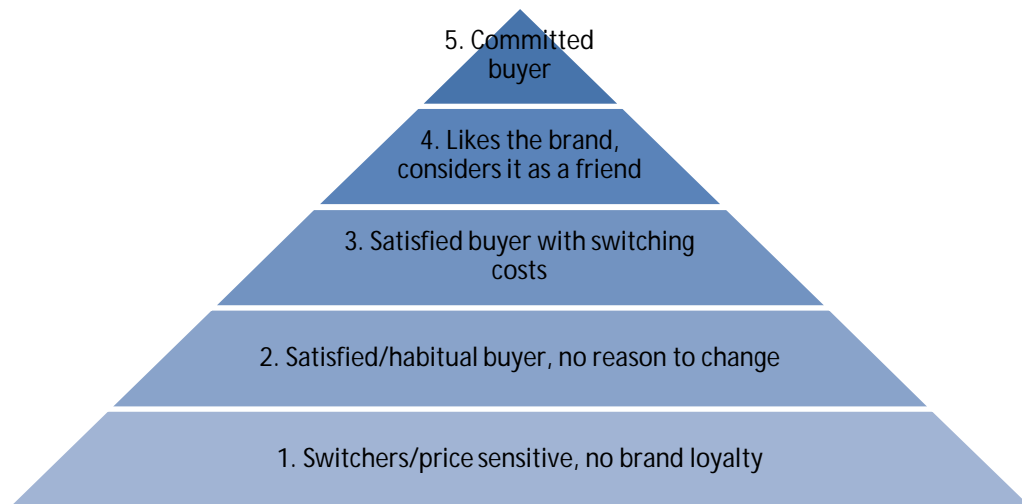 5. Committed
buyer
4. Likes the brand,
considers it as a friend
3. Satisfied buyer with switching
costs
2. Satisfied/habitual buyer, no reason to change
1. Switchers/price sensitive, no brand loyalty